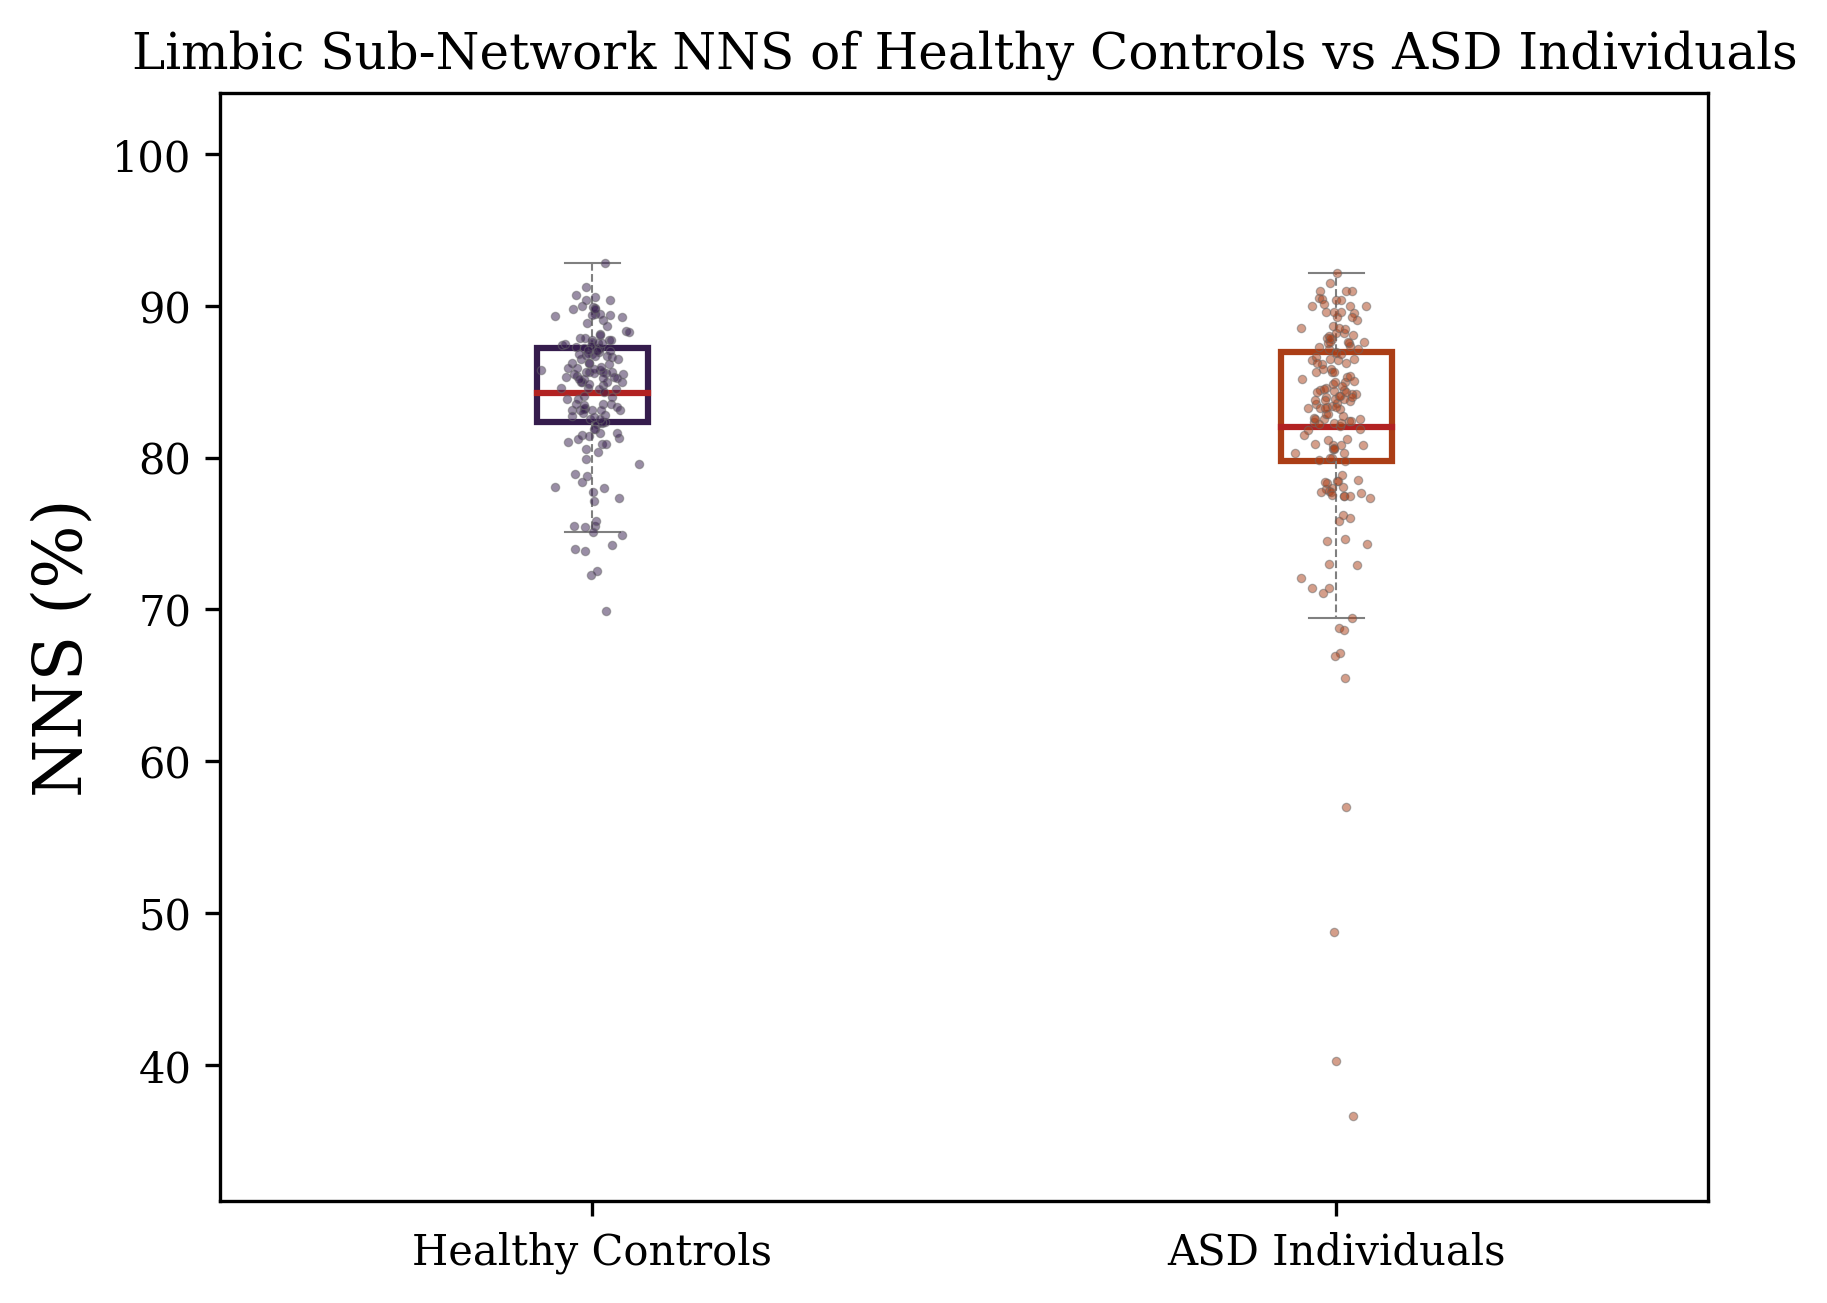 Limbic Sub-Network NNS of Healthy Controls vs ASD Individuals
100
90
80
70
60
50
40
NNS (%)
Healthy Controls
ASD Individuals